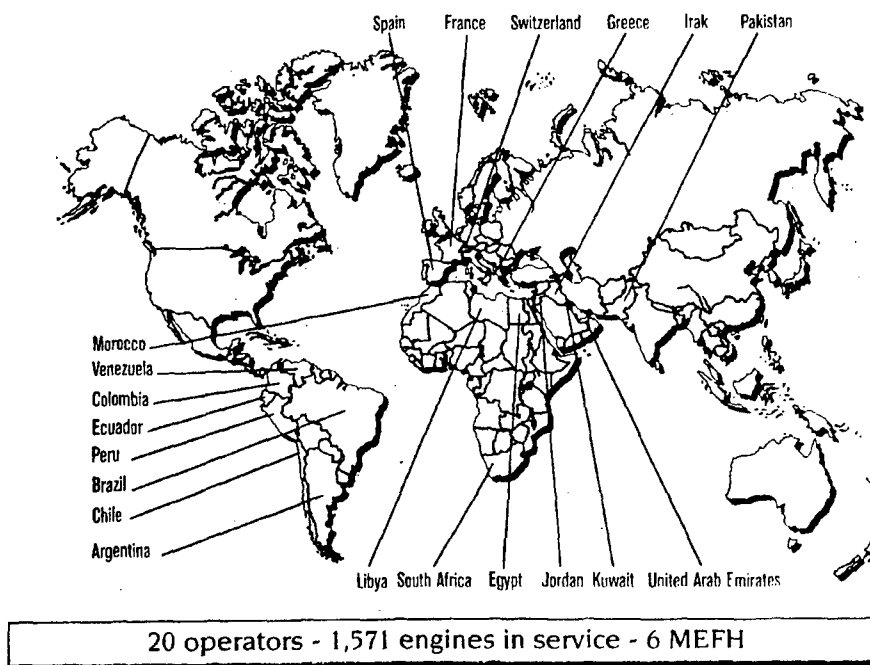 Spain France Switzerland Greece Irak Pakistan
Morocco
Venezuela
Colombia
Ecuador
Peru
Brazil
Chile
Argentina
Libya South Africa Egypt Jordan Kuwait United Arab Emirates
20 operators - 1,571 engines in service - 6 MEFH